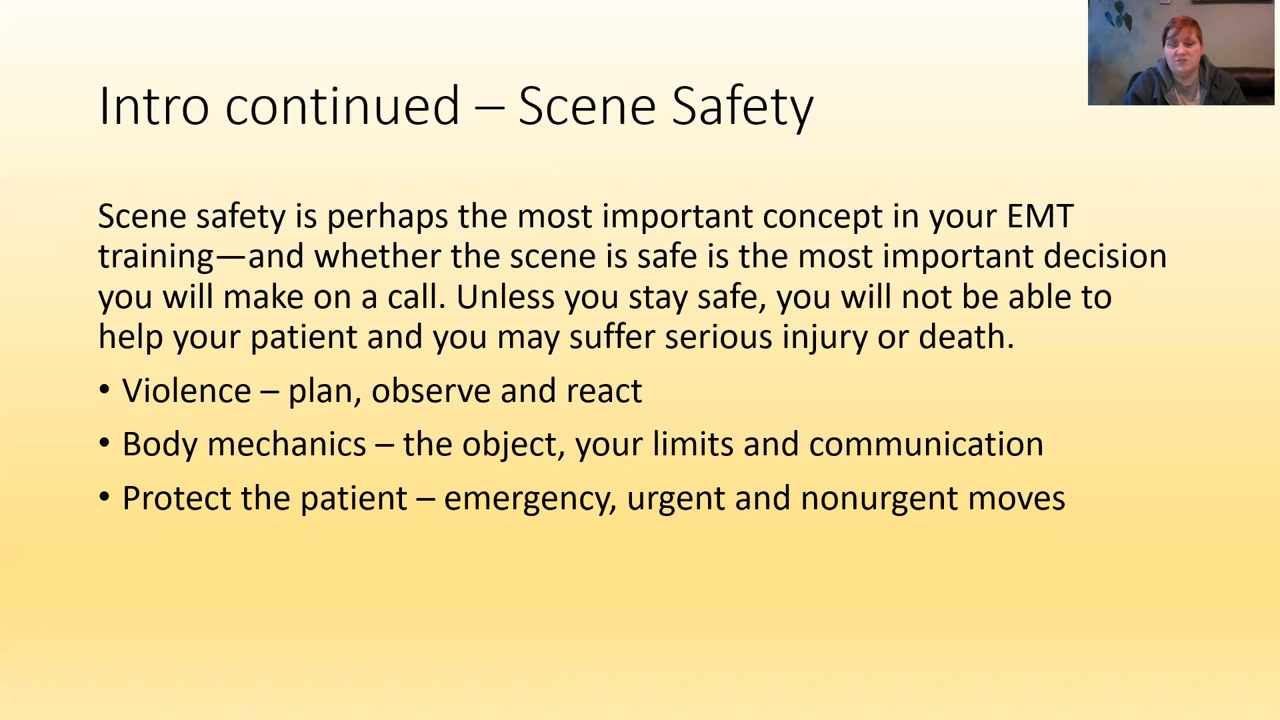 Intro continued – Scene Safety
Scene safety is perhaps the most important concept in your EMT
training—and whether the scene is safe is the most important decision
you will make on a call. Unless you stay safe, you will not be able to
help your patient and you may suffer serious injury or death.
• Violence – plan, observe and react
• Body mechanics – the object, your limits and communication
• Protect the patient – emergency, urgent and nonurgent moves